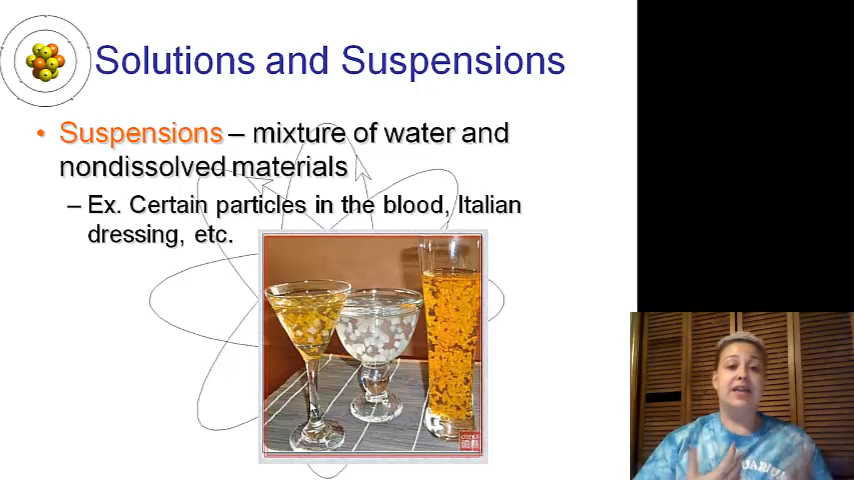 Solutions and Suspensions
• Suspensions – mixture of water and
nondissolved materials
– Ex. Certain particles in the blood, Italian
dressing, etc.